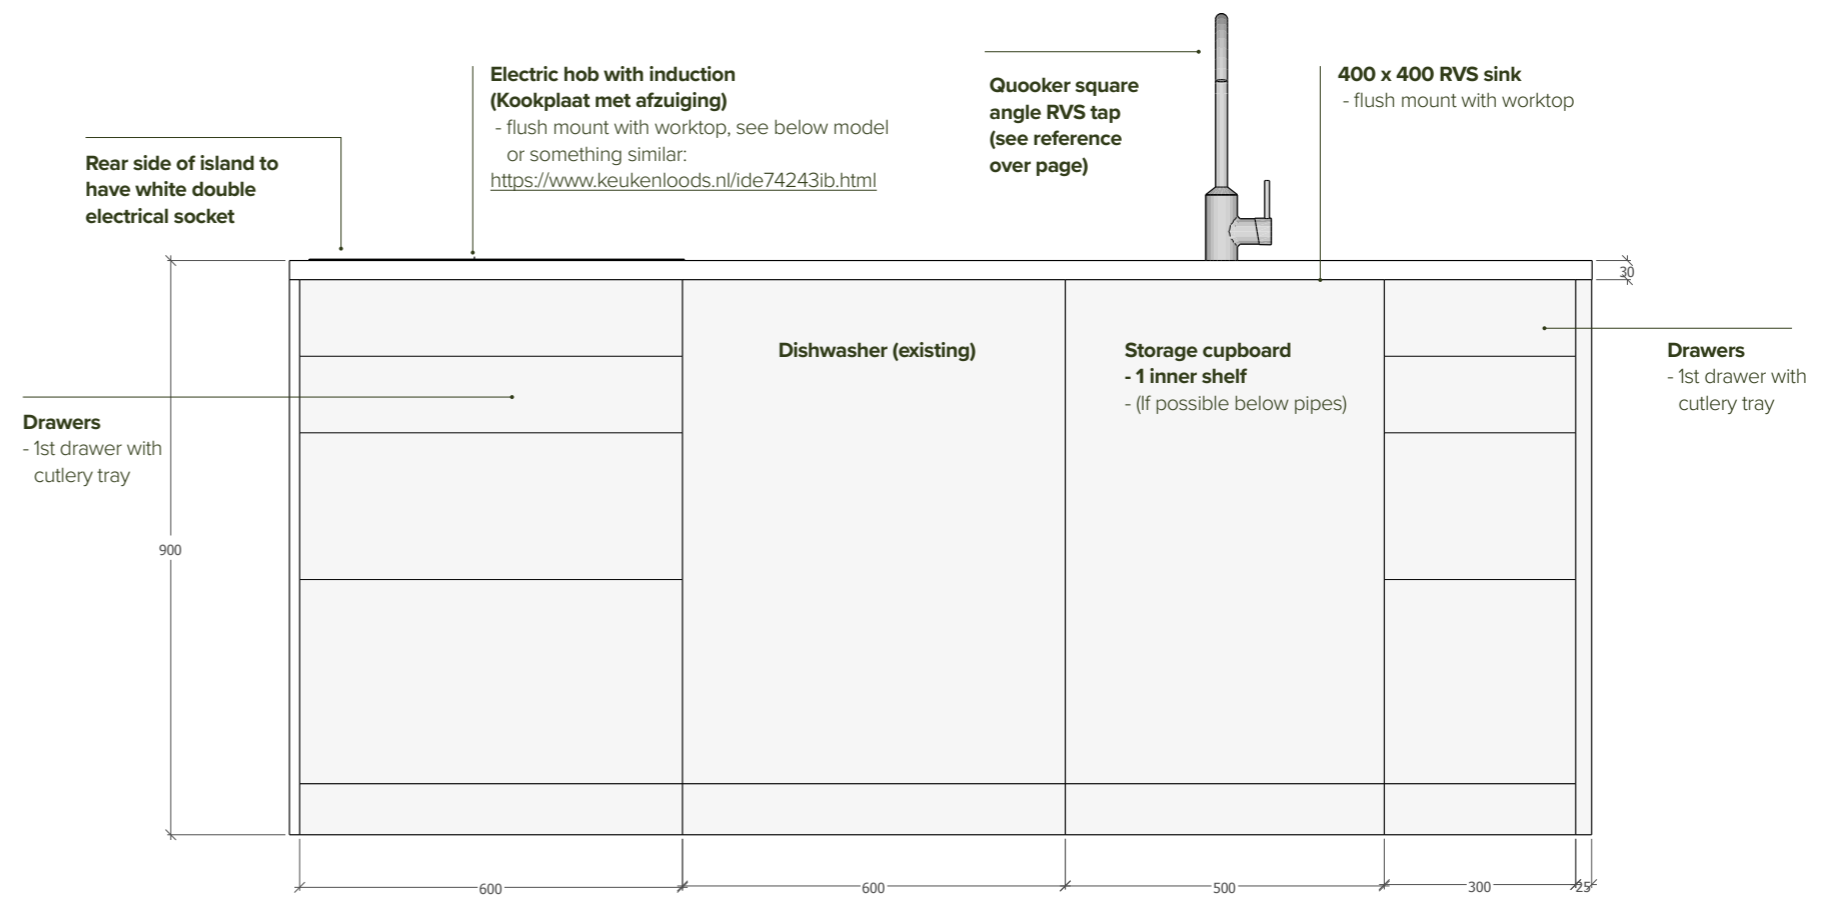 Electric hob with induction
(Kookplaat met afzuiging)
- flush mount with worktop, see below model
or something similar:
https://www.keukenloods.nl/ide74243ib.html
Quooker square
angle RVS tap
(see reference
over page)
400 x 400 RVS sink
- flush mount with worktop
Rear side of island to
have white double
electrical socket
30
Dishwasher (existing)
Storage cupboard
- 1 inner shelf
- (If possible below pipes)
Drawers
- 1st drawer with
cutlery tray
Drawers
- 1st drawer with
cutlery tray
900
600
600
500
300
25